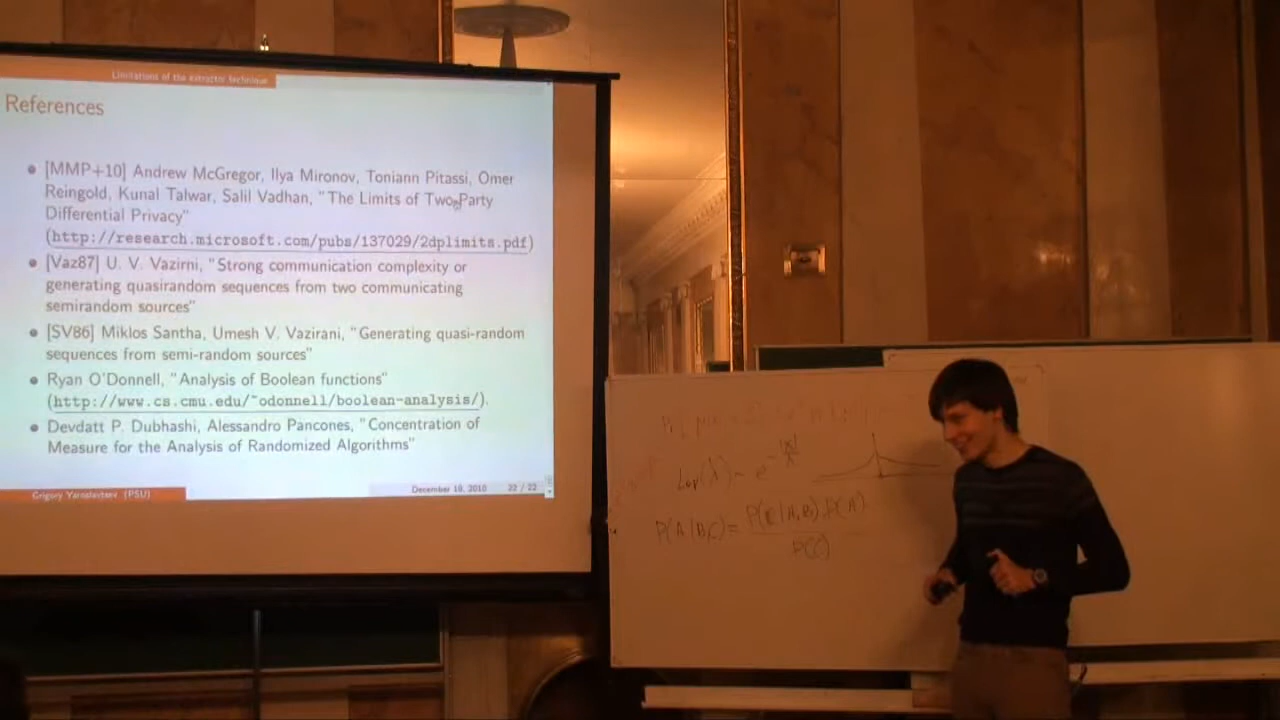 Limitations of the extractor technique
References
[MMP+10] Andrew McGregor, Ilya Mironov, Toniann Pitassi, Omer
Reingold, Kunal Talwar, Salil Vadhan, "The Limits of Two-Party
Differential Privacy"
(http://research.microsoft.com/pubs/137029/2dplimits.pdf)
[Vaz87] U. V. Vazirni, "Strong communication complexity or
generating quasirandom sequences from two communicating
semirandom sources"
[SV86] Miklos Santha, Umesh V. Vazirani, "Generating quasi-random
sequences from semi-random sources"
Ryan O'Donnell, "Analysis of Boolean functions"
(http://www.cs.cmu.edu/~odonnell/boolean-analysis/).
Devdatt P. Dubhashi, Alessandro Pancones, "Concentration of
Measure for the Analysis of Randomized Algorithms"
Grigory Yaroslavtsev (PSU)
December 18, 2010 22 / 22
Lap(λ) ~ e^-|x|/λ
P(A|B,C) =
P(C)